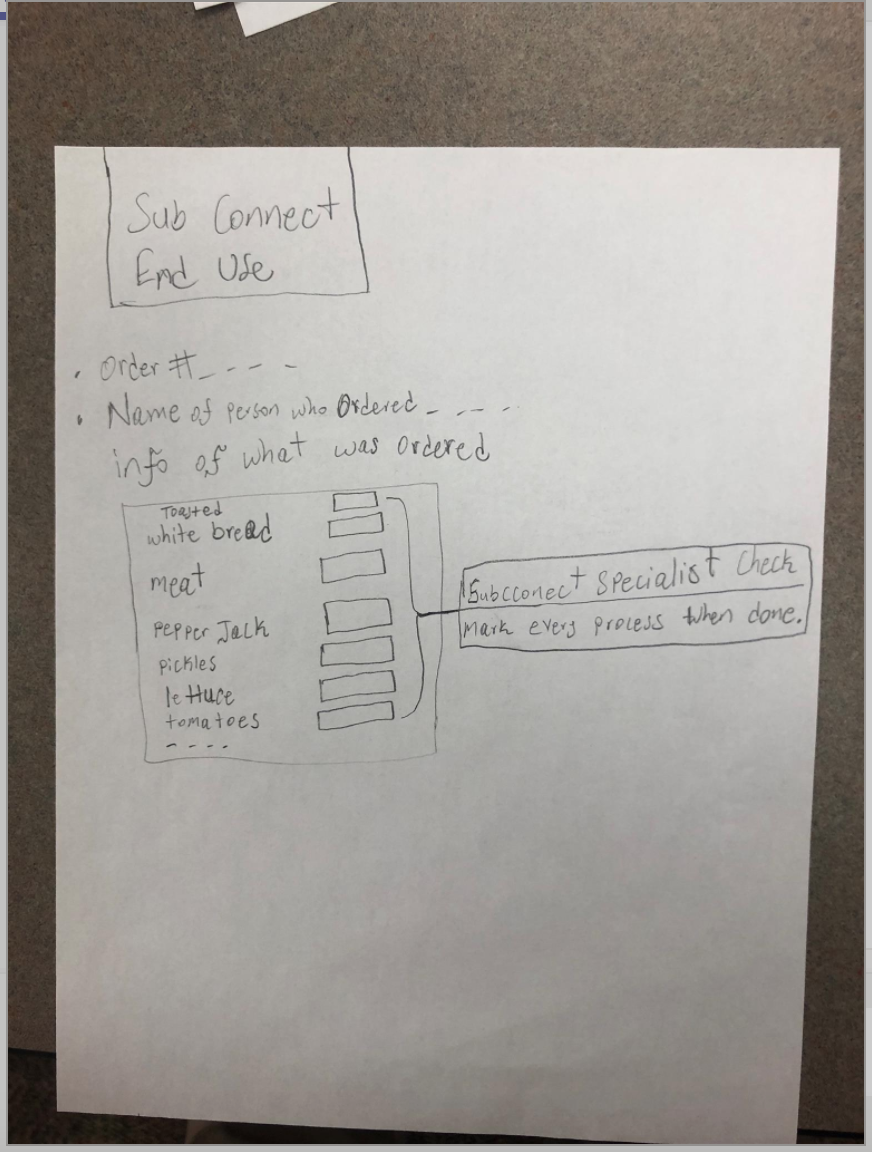 Sub Connect
End Use
• Order #_ - - -
• Name of person who Ordered_ - - - -
info of what was ordered
Toasted
white bread
meat
pepper Jack
pickles
lettuce
tomatoes
- - - -
Subcconect specialist check
mark every process when done.